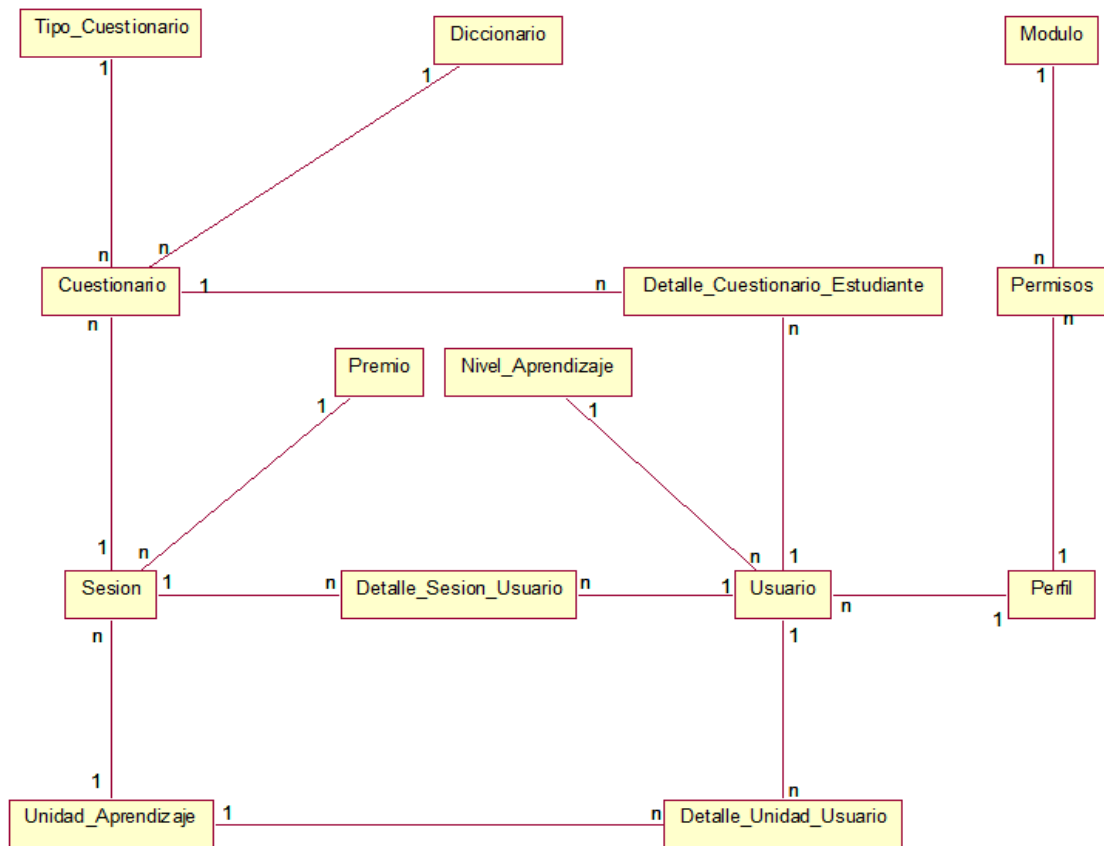 Tipo_Cuestionario
Diccionario
Modulo
1
1
1
n
n
n
Cuestionario
1
n
Detalle_Cuestionario_Estudiante
Permisos
n
n
n
Premio
Nivel_Aprendizaje
1
1
1
n
n
1
1
Sesion
1
n
Detalle_Sesion_Usuario
n
1
Usuario
n
1
Perfil
n
1
1
n
Unidad_Aprendizaje
1
n
Detalle_Unidad_Usuario